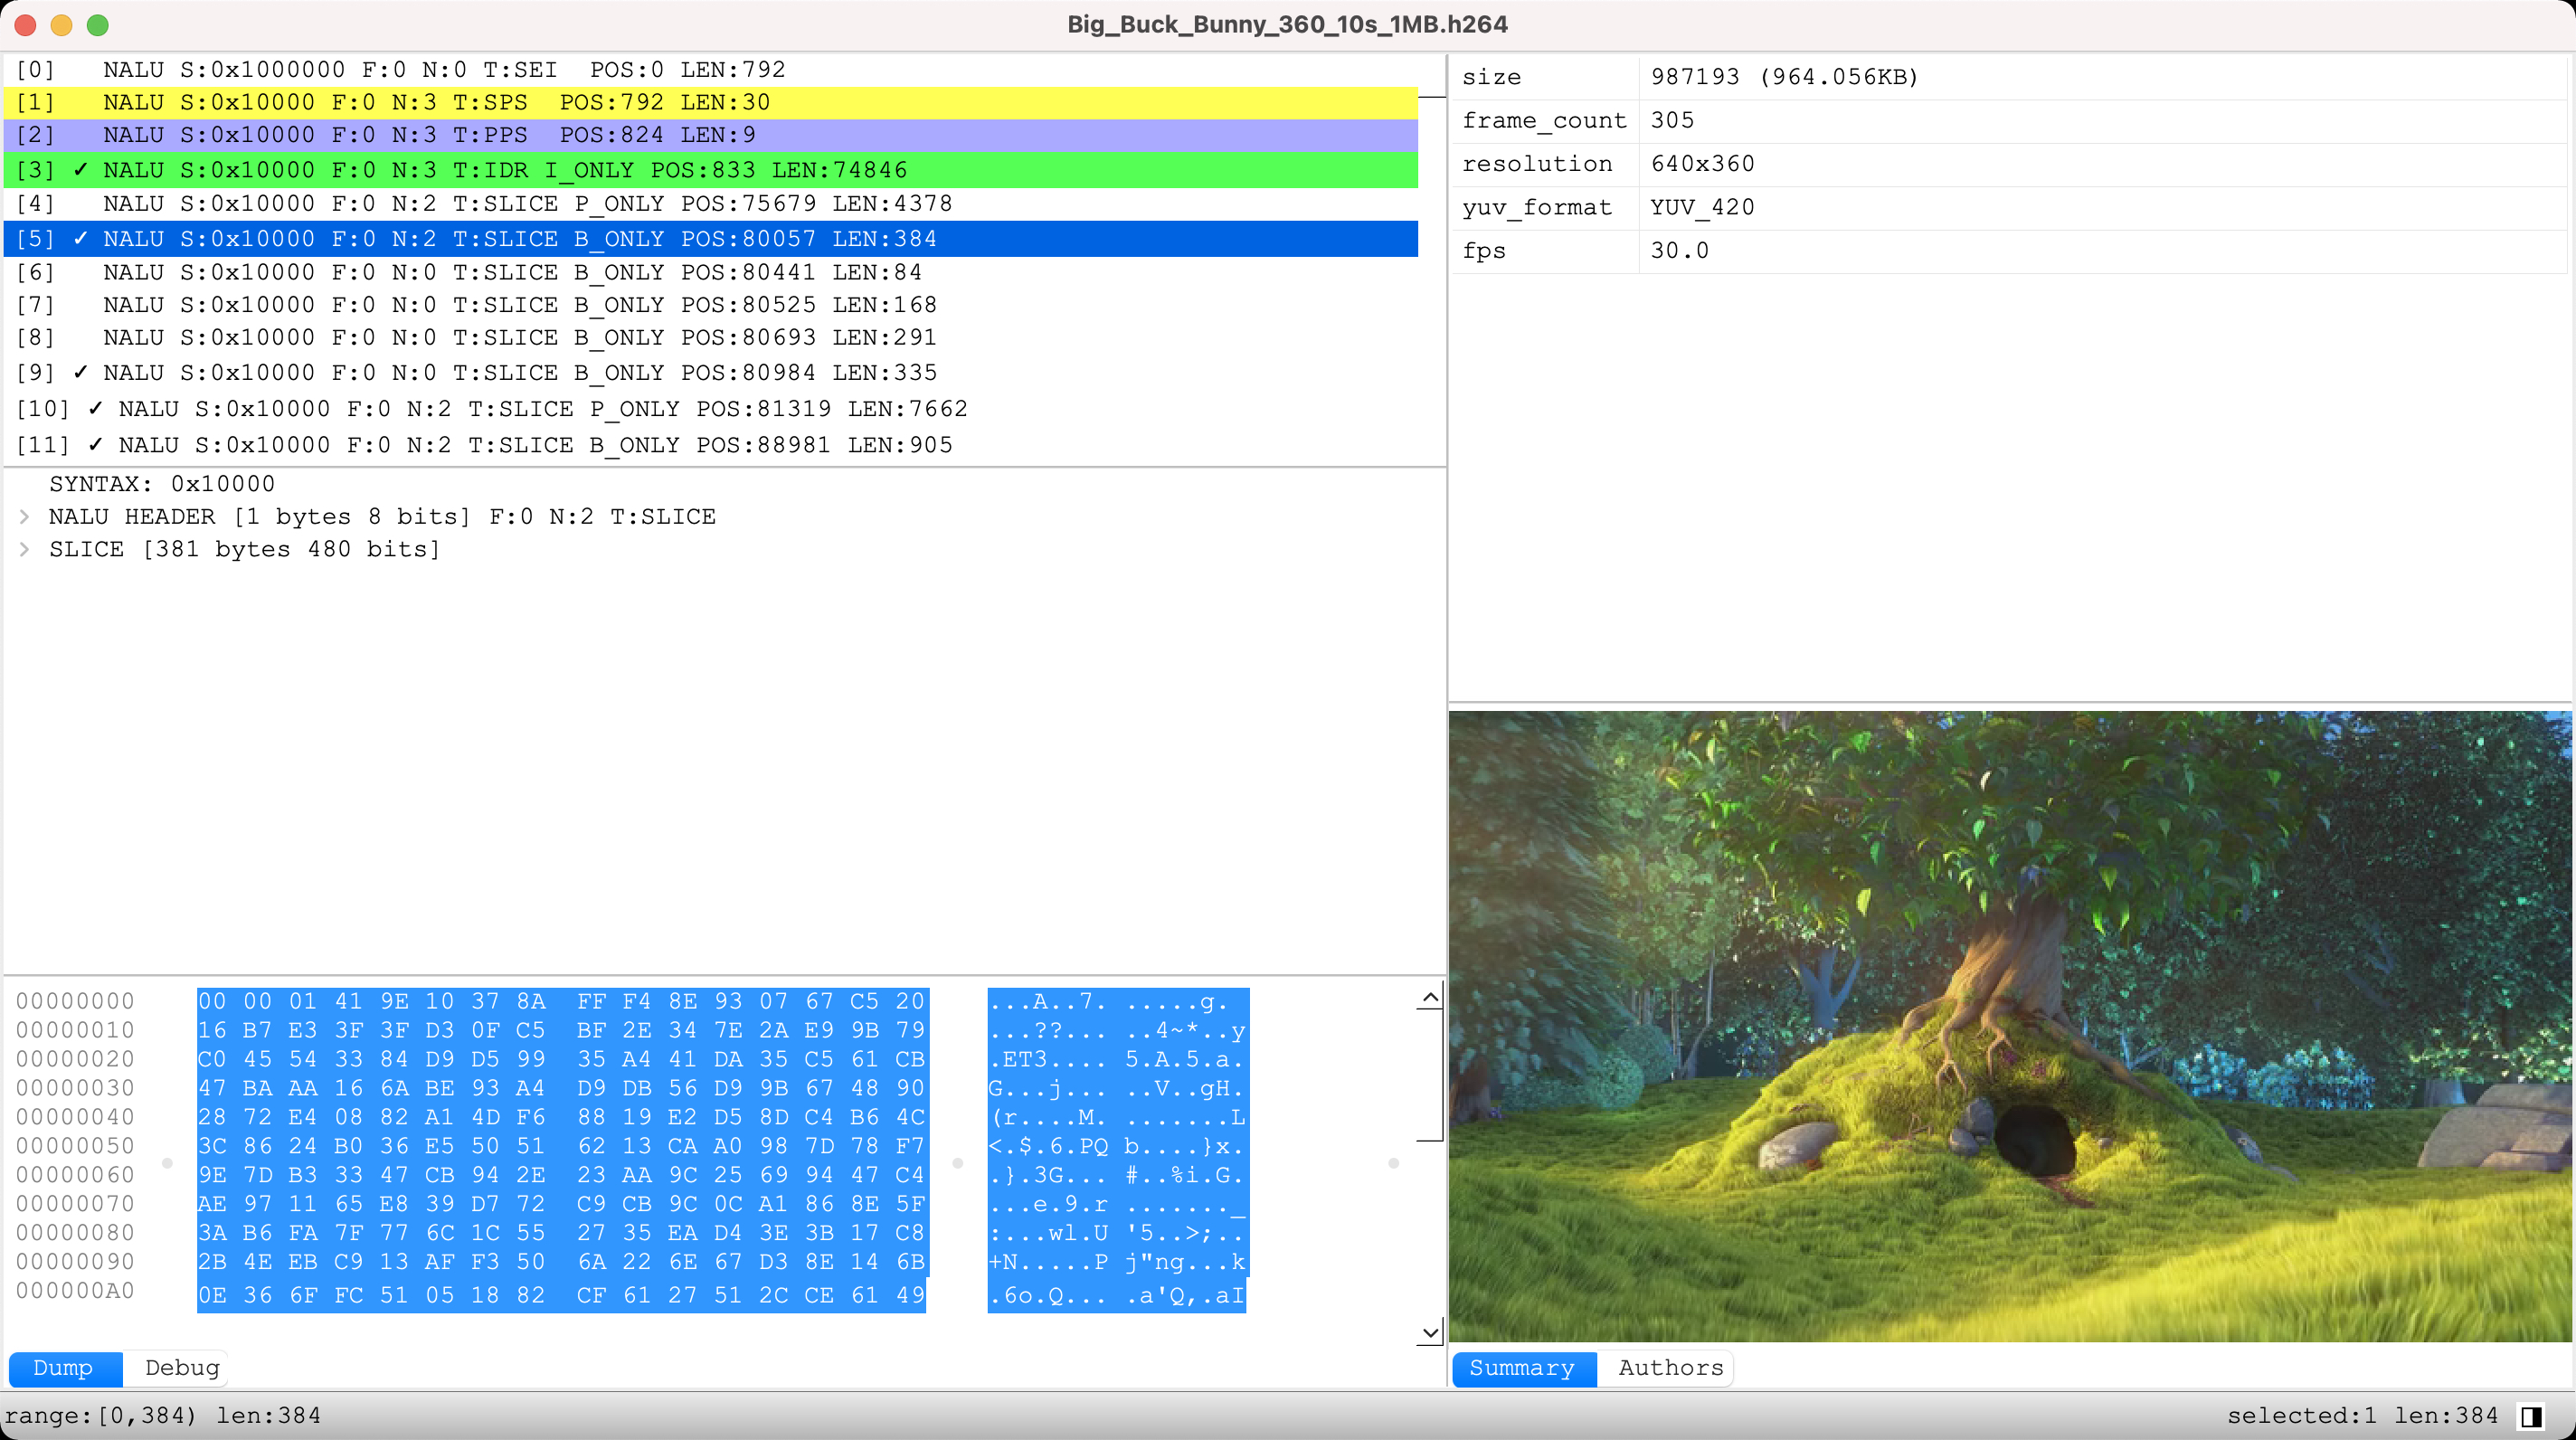 Big_Buck_Bunny_360_10s_1MB.h264
[0] NALU S:0x1000000 F:0 N:0 T:SEI POS:0 LEN:792
[1] NALU S:0x10000 F:0 N:3 T:SPS POS:792 LEN:30
[2] NALU S:0x10000 F:0 N:3 T:PPS POS:824 LEN:9
[3] ✓ NALU S:0x10000 F:0 N:3 T:IDR I_ONLY POS:833 LEN:74846
[4] NALU S:0x10000 F:0 N:2 T:SLICE P_ONLY POS:75679 LEN:4378
[5] ✓ NALU S:0x10000 F:0 N:2 T:SLICE B_ONLY POS:80057 LEN:384
[6] NALU S:0x10000 F:0 N:0 T:SLICE B_ONLY POS:80441 LEN:84
[7] NALU S:0x10000 F:0 N:0 T:SLICE B_ONLY POS:80525 LEN:168
[8] NALU S:0x10000 F:0 N:0 T:SLICE B_ONLY POS:80693 LEN:291
[9] ✓ NALU S:0x10000 F:0 N:0 T:SLICE B_ONLY POS:80984 LEN:335
[10] ✓ NALU S:0x10000 F:0 N:2 T:SLICE P_ONLY POS:81319 LEN:7662
[11] ✓ NALU S:0x10000 F:0 N:2 T:SLICE B_ONLY POS:88981 LEN:905
SYNTAX: 0x10000
NALU HEADER [1 bytes 8 bits] F:0 N:2 T:SLICE
SLICE [381 bytes 480 bits]
00000000 00 00 01 41 9E 10 37 8A FF F4 8E 93 07 67 C5 20 ...A..7. .....g.
00000010 16 B7 E3 3F 3F D3 0F C5 BF 2E 34 7E 2A E9 9B 79 ...??... ..4~*..y
00000020 C0 45 54 33 84 D9 D5 99 35 A4 41 DA 35 C5 61 CB .ET3.... 5.A.5.a.
00000030 47 BA AA 16 6A BE 93 A4 D9 DB 56 D9 9B 67 48 90 G...j... ..V..gH.
00000040 28 72 E4 08 82 A1 4D F6 88 19 E2 D5 8D C4 B6 4C (r....M. .......L
00000050 3C 86 24 B0 36 E5 50 51 62 13 CA A0 98 7D 78 F7 <.$.6.PQ b....}x.
00000060 9E 7D B3 33 47 CB 94 2E 23 AA 9C 25 69 94 47 C4 .}.3G... #..%i.G.
00000070 AE 97 11 65 E8 39 D7 72 C9 CB 9C 0C A1 86 8E 5F ...e.9.r ......._
00000080 3A B6 FA 7F 77 6C 1C 55 27 35 EA D4 3E 3B 17 C8 :...wl.U '5..>;..
00000090 2B 4E EB C9 13 AF F3 50 6A 22 6E 67 D3 8E 14 6B +N.....P j"ng...k
000000A0 0E 36 6F FC 51 05 18 82 CF 61 27 51 2C CE 61 49 .6o.Q... .a'Q,.aI
Dump Debug
range:[0,384) len:384
size 987193 (964.056KB)
frame_count 305
resolution 640x360
yuv_format YUV_420
fps 30.0
Summary Authors
selected:1 len:384